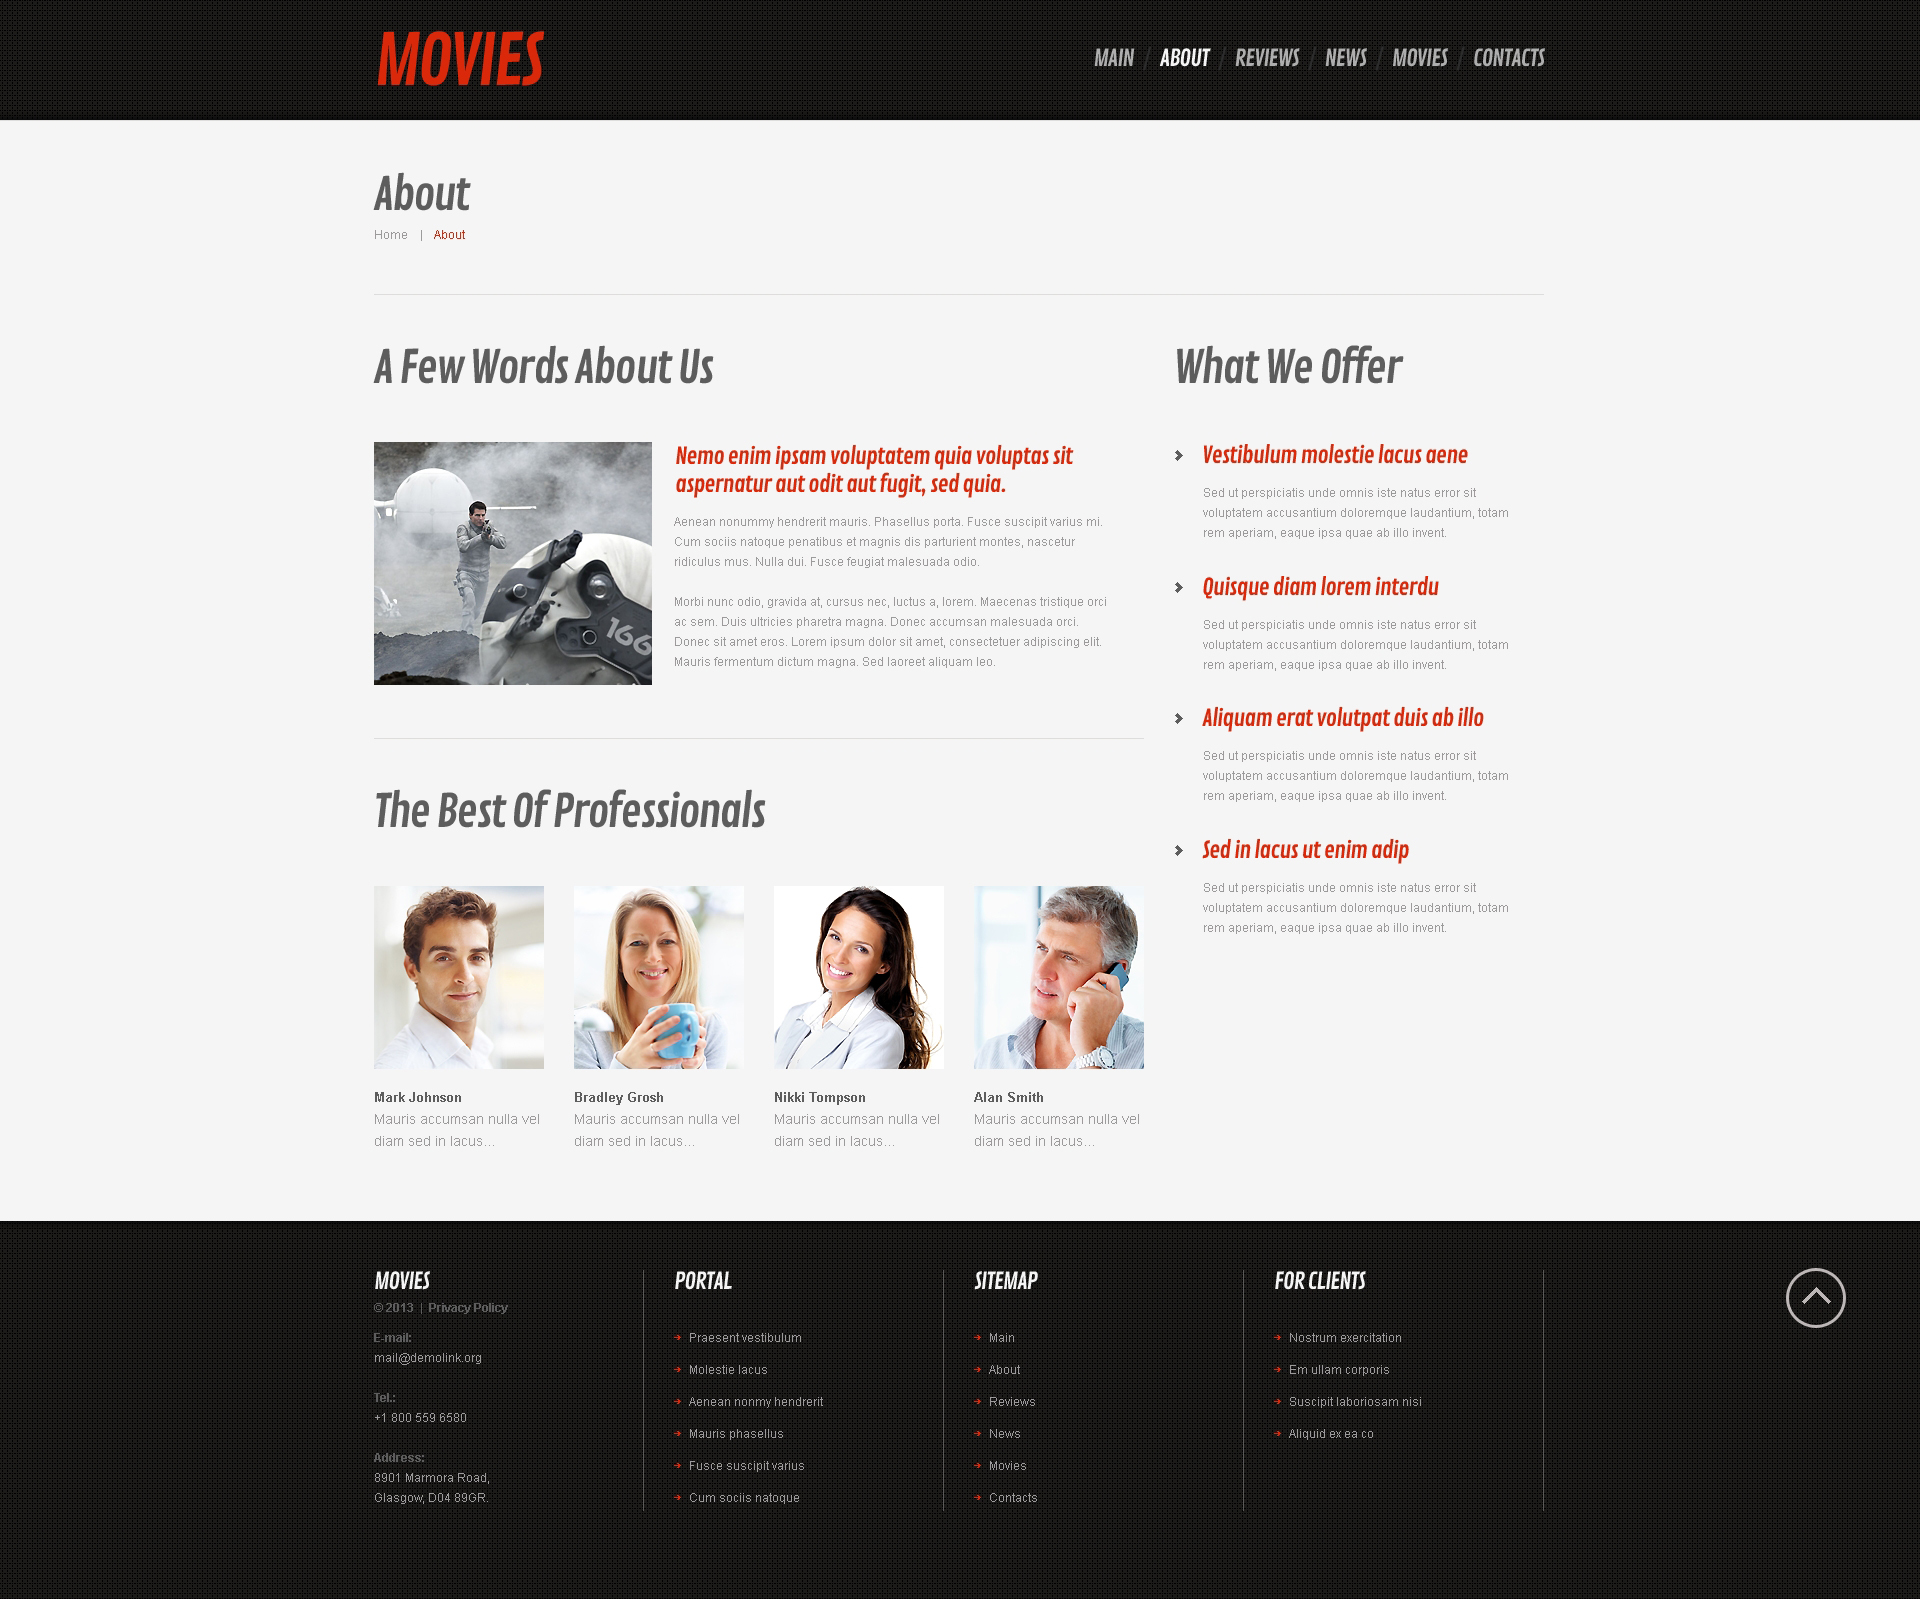 MOVIES
MAIN / ABOUT / REVIEWS / NEWS / MOVIES / CONTACTS
About
Home | About
A Few Words About Us
166
Nemo enim ipsam voluptatem quia voluptas sit
aspernatur aut odit aut fugit, sed quia.
Aenean nonummy hendrerit mauris. Phasellus porta. Fusce suscipit varius mi.
Cum sociis natoque penatibus et magnis dis parturient montes, nascetur
ridiculus mus. Nulla dui. Fusce feugiat malesuada odio.
Morbi nunc odio, gravida at, cursus nec, luctus a, lorem. Maecenas tristique orci
ac sem. Duis ultricies pharetra magna. Donec accumsan malesuada orci.
Donec sit amet eros. Lorem ipsum dolor sit amet, consectetuer adipiscing elit.
Mauris fermentum dictum magna. Sed laoreet aliquam leo.
The Best Of Professionals
Mark Johnson
Mauris accumsan nulla vel
diam sed in lacus...
Bradley Grosh
Mauris accumsan nulla vel
diam sed in lacus...
Nikki Tompson
Mauris accumsan nulla vel
diam sed in lacus...
Alan Smith
Mauris accumsan nulla vel
diam sed in lacus...
What We Offer
Vestibulum molestie lacus aene
Sed ut perspiciatis unde omnis iste natus error sit
voluptatem accusantium doloremque laudantium, totam
rem aperiam, eaque ipsa quae ab illo invent.
Quisque diam lorem interdu
Sed ut perspiciatis unde omnis iste natus error sit
voluptatem accusantium doloremque laudantium, totam
rem aperiam, eaque ipsa quae ab illo invent.
Aliquam erat volutpat duis ab illo
Sed ut perspiciatis unde omnis iste natus error sit
voluptatem accusantium doloremque laudantium, totam
rem aperiam, eaque ipsa quae ab illo invent.
Sed in lacus ut enim adip
Sed ut perspiciatis unde omnis iste natus error sit
voluptatem accusantium doloremque laudantium, totam
rem aperiam, eaque ipsa quae ab illo invent.
MOVIES
© 2013 | Privacy Policy
E-mail:
mail@demolink.org
Tel.:
+1 800 559 6580
Address:
8901 Marmora Road,
Glasgow, D04 89GR.
PORTAL
Praesent vestibulum
Molestie lacus
Aenean nonmy hendrerit
Mauris phasellus
Fusce suscipit varius
Cum sociis natoque
SITEMAP
Main
About
Reviews
News
Movies
Contacts
FOR CLIENTS
Nostrum exercitation
Em ullam corporis
Suscipit laboriosam nisi
Aliquid ex ea co